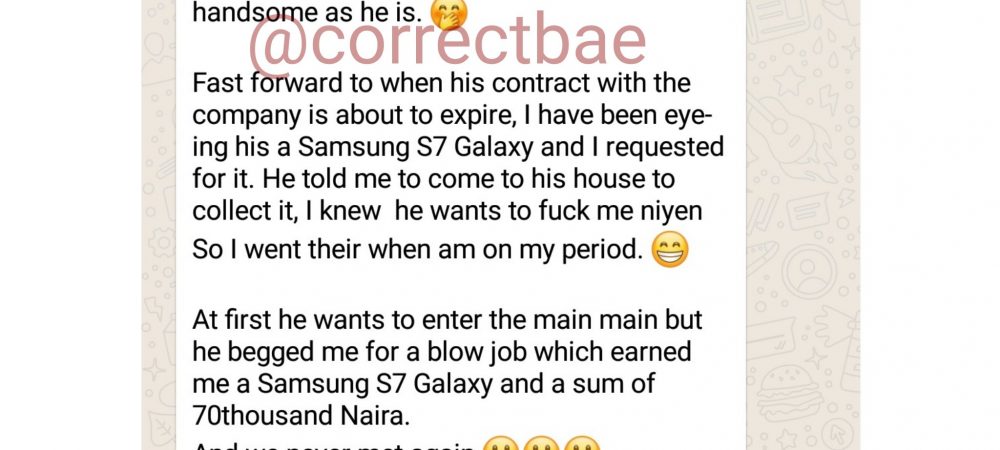 handsome as he is. 🤭
@correctbae
Fast forward to when his contract with the
company is about to expire, I have been eye-
ing his a Samsung S7 Galaxy and I requested
for it. He told me to come to his house to
collect it, I knew  he wants to fuck me niyen
So I went their when am on my period. 😁
At first he wants to enter the main main but
he begged me for a blow job which earned
me a Samsung S7 Galaxy and a sum of
70thousand Naira.
And we never met again